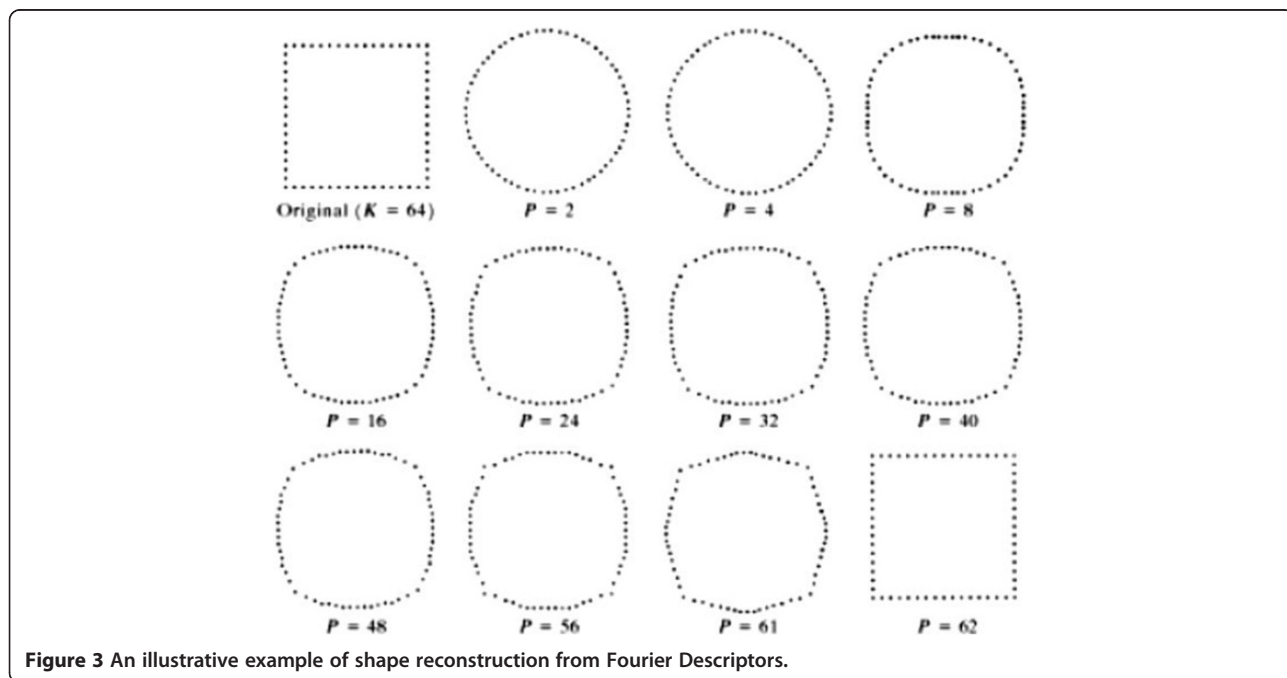 Original (K = 64)
P = 2
P = 4
P = 8
P = 16
P = 24
P = 32
P = 40
P = 48
P = 56
P = 61
P = 62
Figure 3 An illustrative example of shape reconstruction from Fourier Descriptors.